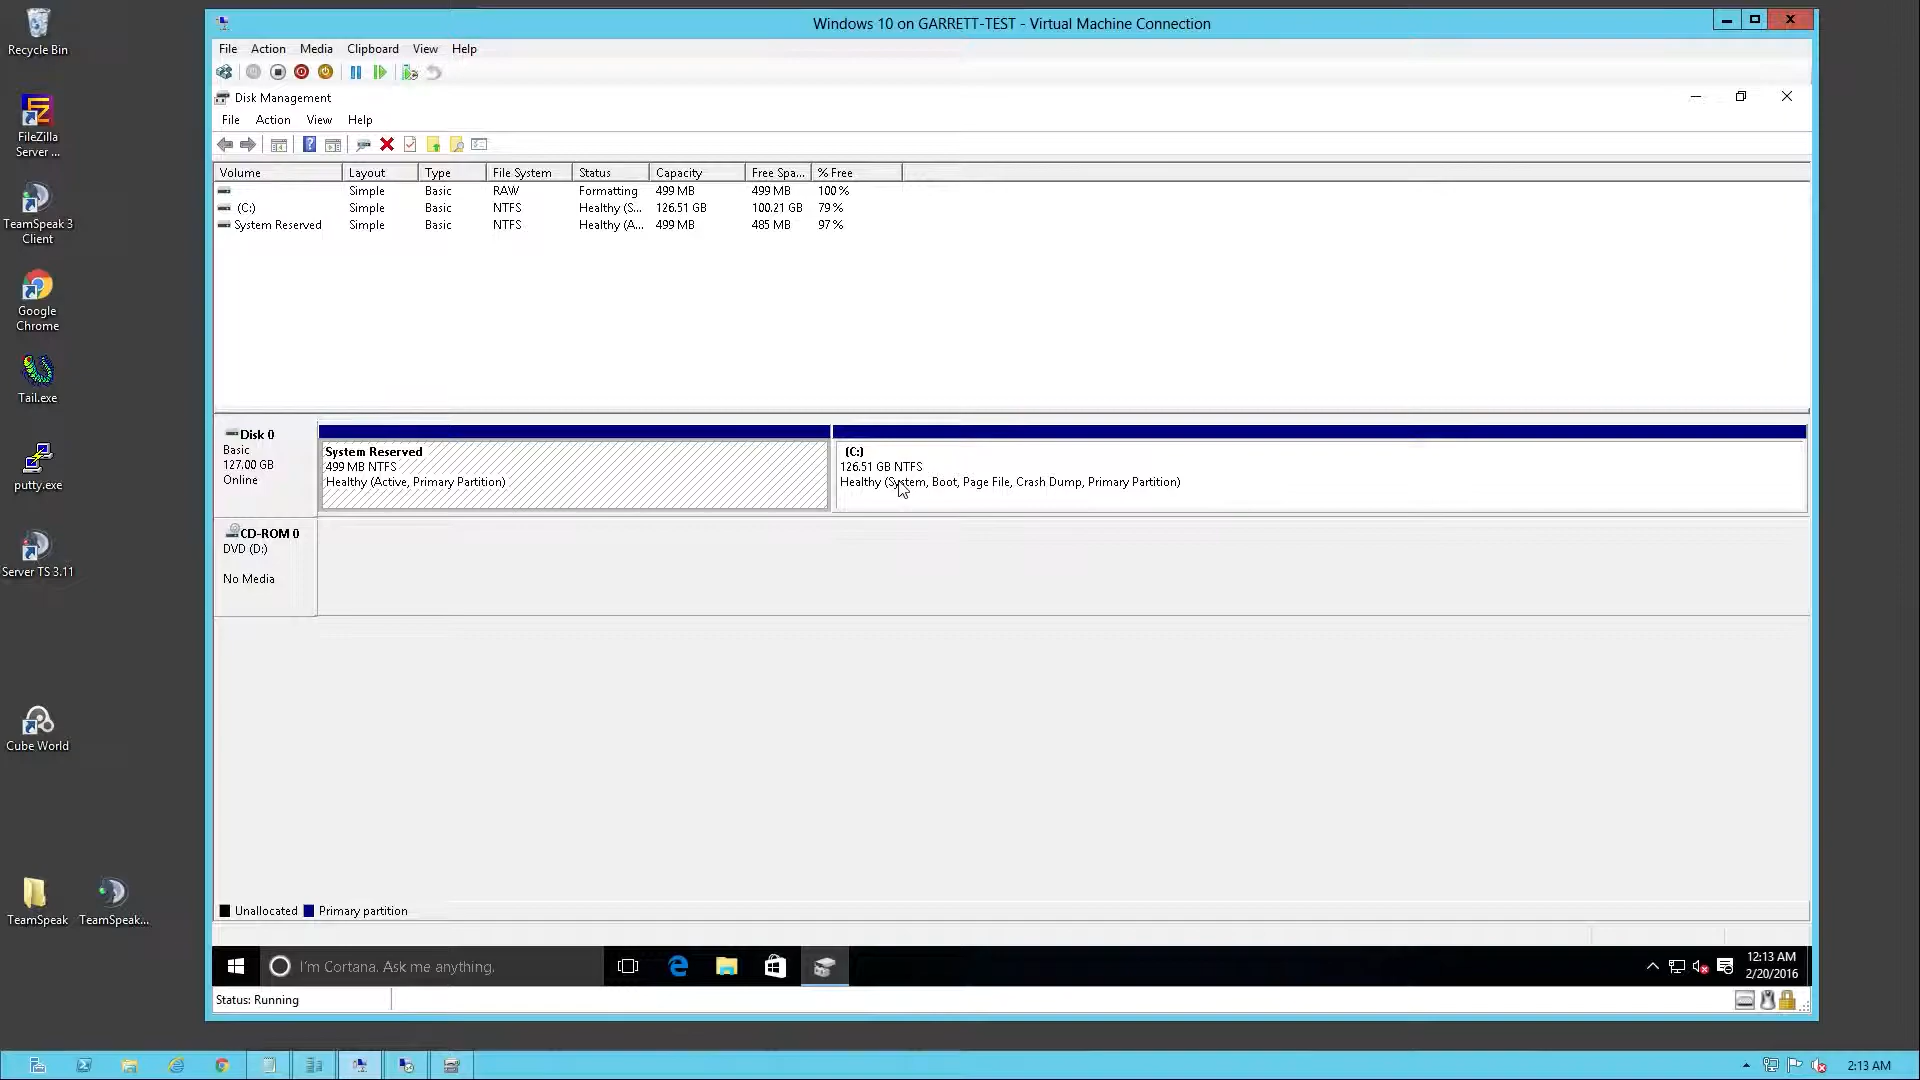 Recycle Bin
FileZilla
Server ...
TeamSpeak 3
Client
Google
Chrome
Tail.exe
putty.exe
Server TS 3.11
Cube World
TeamSpeak
TeamSpeak...
Windows 10 on GARRETT-TEST - Virtual Machine Connection
File Action Media Clipboard View Help
Disk Management
File Action View Help
Volume Layout Type File System Status Capacity Free Spa... % Free
Simple Basic RAW Formatting 499 MB 499 MB 100 %
(C:) Simple Basic NTFS Healthy (S... 126.51 GB 100.21 GB 79 %
System Reserved Simple Basic NTFS Healthy (A... 499 MB 485 MB 97 %
Disk 0
Basic
127.00 GB
Online
System Reserved
499 MB NTFS
Healthy (Active, Primary Partition)
(C:)
126.51 GB NTFS
Healthy (System, Boot, Page File, Crash Dump, Primary Partition)
CD-ROM 0
DVD (D:)
No Media
Unallocated Primary partition
I'm Cortana. Ask me anything.
12:13 AM
2/20/2016
Status: Running
2:13 AM